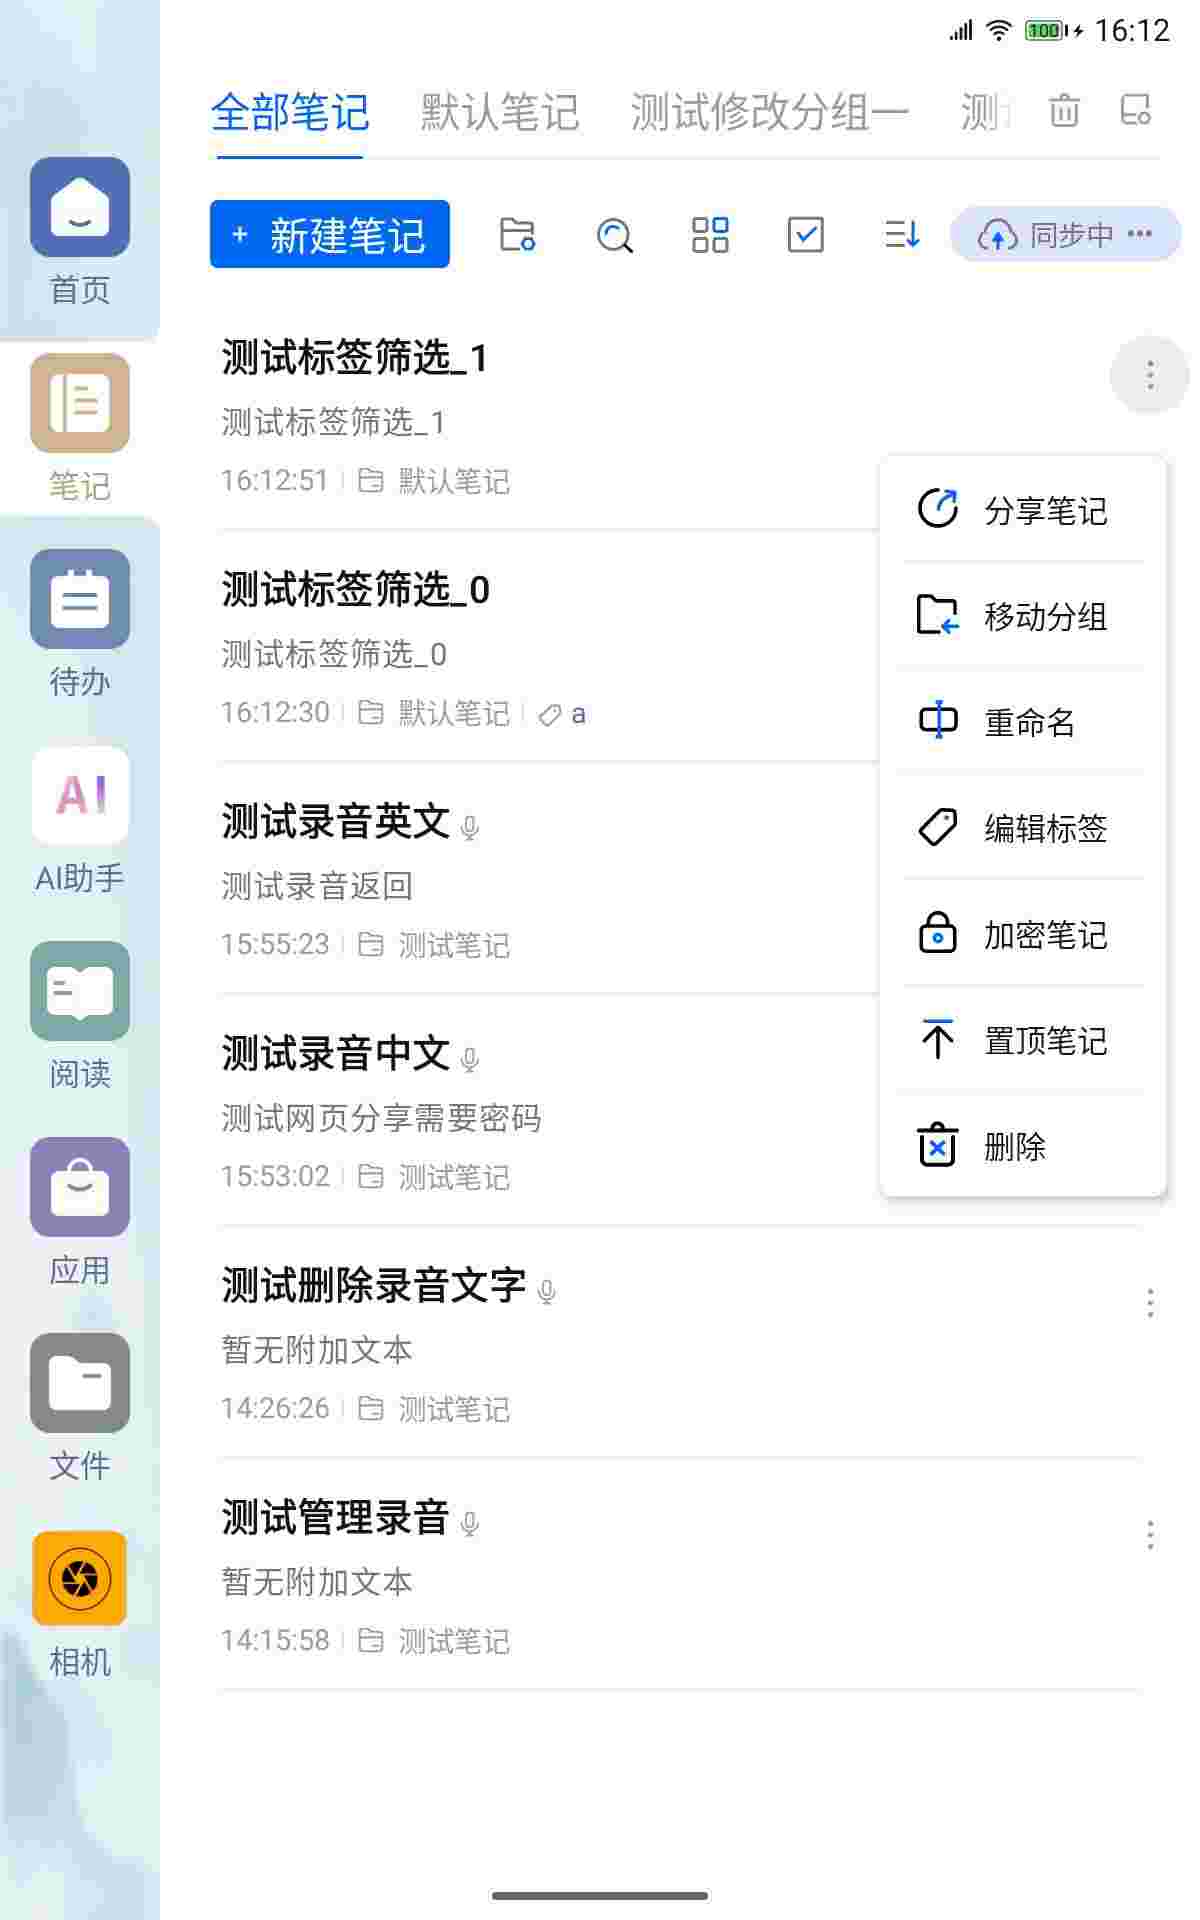 100 16:12
全部笔记 默认笔记 测试修改分组一 测
+ 新建笔记 同步中 •••
首页
笔记
待办
AI
AI助手
阅读
应用
文件
相机
测试标签筛选_1
测试标签筛选_1
16:12:51 默认笔记
测试标签筛选_0
测试标签筛选_0
16:12:30 默认笔记 a
测试录音英文
测试录音返回
15:55:23 测试笔记
测试录音中文
测试网页分享需要密码
15:53:02 测试笔记
测试删除录音文字
暂无附加文本
14:26:26 测试笔记
测试管理录音
暂无附加文本
14:15:58 测试笔记
分享笔记
移动分组
重命名
编辑标签
加密笔记
置顶笔记
删除